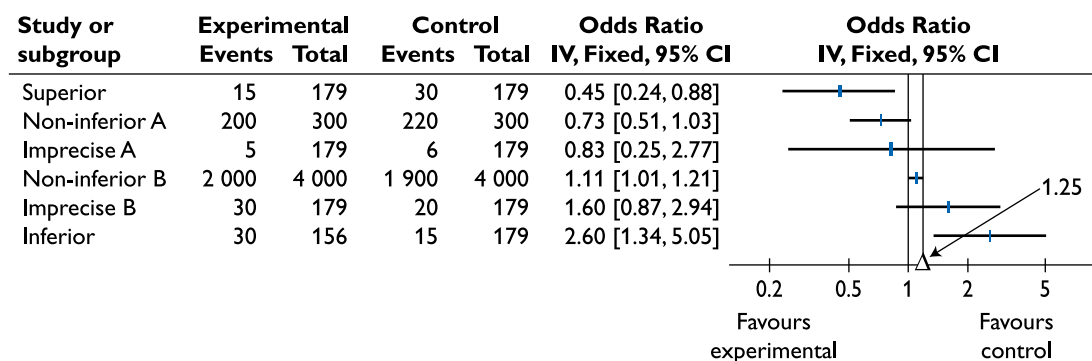 Study or Experimental Control Odds Ratio Odds Ratio
subgroup Events Total Events Total IV, Fixed, 95% CI IV, Fixed, 95% CI
Superior 15 179 30 179 0.45 [0.24, 0.88]
Non-inferior A 200 300 220 300 0.73 [0.51, 1.03]
Imprecise A 5 179 6 179 0.83 [0.25, 2.77]
Non-inferior B 2 000 4 000 1 900 4 000 1.11 [1.01, 1.21]
1.25
Imprecise B 30 179 20 179 1.60 [0.87, 2.94]
Inferior 30 156 15 179 2.60 [1.34, 5.05]
0.2 0.5 1 2 5
Favours Favours
experimental control